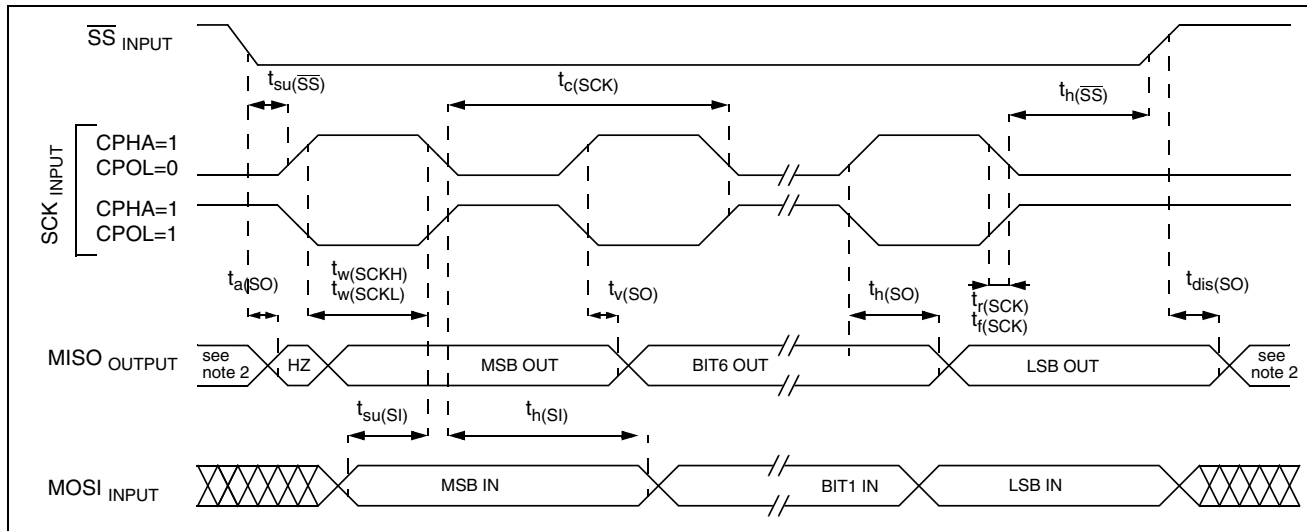 SS INPUT
tsu(SS)
tc(SCK)
th(SS)
SCK INPUT
CPHA=1
CPOL=0
CPHA=1
CPOL=1
ta(SO)
tw(SCKH)
tw(SCKL)
tv(SO)
th(SO)
tr(SCK)
tf(SCK)
tdis(SO)
MISO OUTPUT
see
note 2
HZ
MSB OUT
BIT6 OUT
LSB OUT
see
note 2
tsu(SI)
th(SI)
MOSI INPUT
MSB IN
BIT1 IN
LSB IN